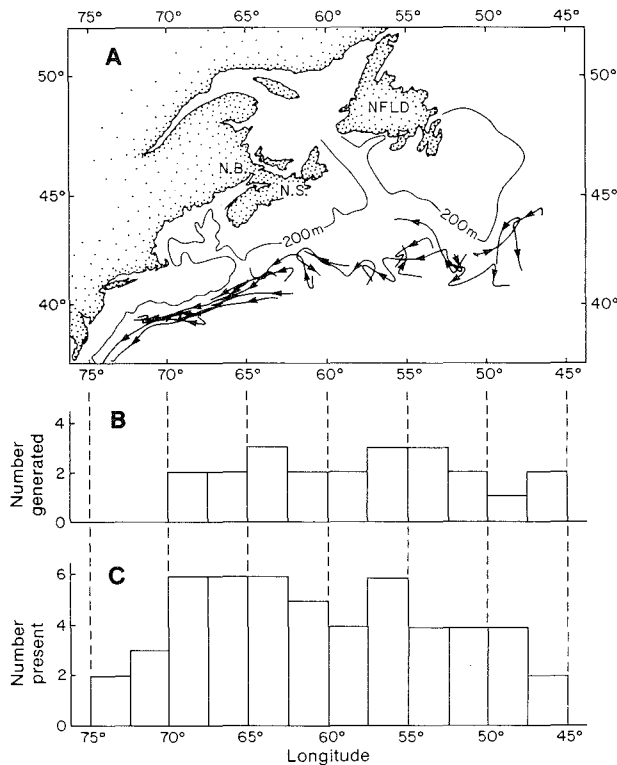 75° 70° 65° 60° 55° 50° 45°
A
50° 50°
NFLD
N.B.
N.S.
45° 45°
200m 200m
40° 40°
75° 70° 65° 60° 55° 50° 45°
B
Number
generated
4
2
0
C
Number
present
6
4
2
0
75° 70° 65° 60° 55° 50° 45°
Longitude